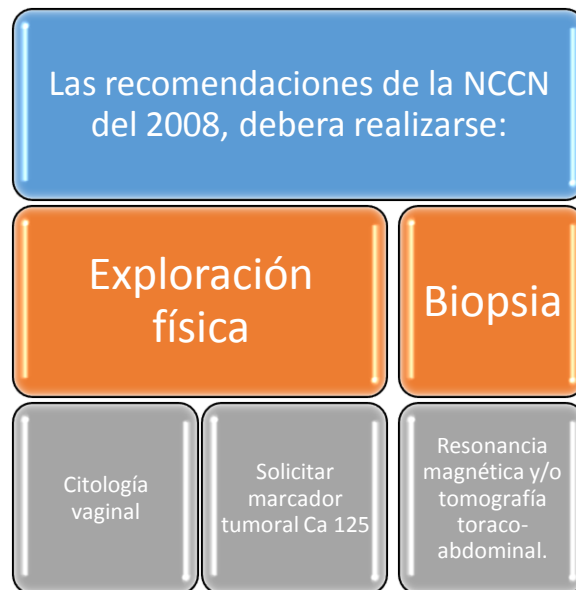 Las recomendaciones de la NCCN
del 2008, debera realizarse:
Exploración
física
Biopsia
Citología
vaginal
Solicitar
marcador
tumoral Ca 125
Resonancia
magnética y/o
tomografía
toraco-
abdominal.